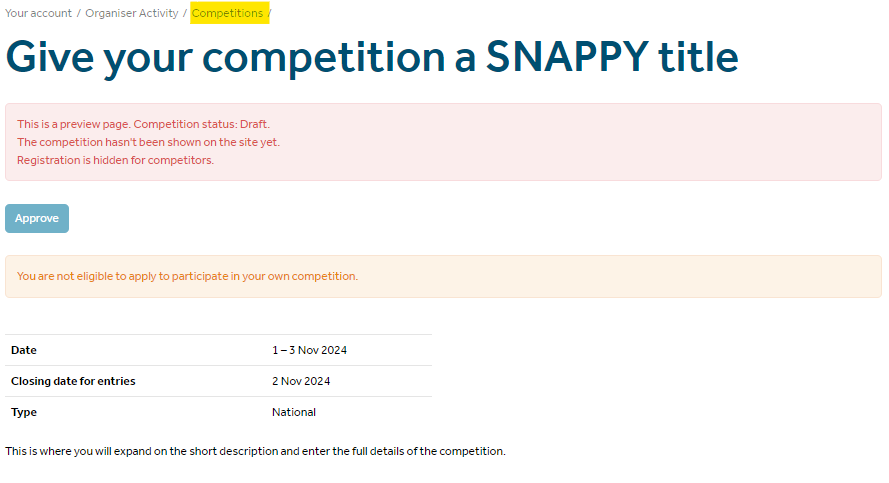 Your account / Organiser Activity / Competitions /
Give your competition a SNAPPY title
This is a preview page. Competition status: Draft.
The competition hasn't been shown on the site yet.
Registration is hidden for competitors.
Approve
You are not eligible to apply to participate in your own competition.
Date 1 – 3 Nov 2024
Closing date for entries 2 Nov 2024
Type National
This is where you will expand on the short description and enter the full details of the competition.